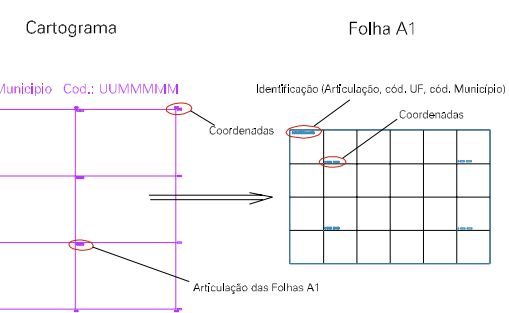 Cartograma
Folha A1
Município Cod.: UUMMMMM
Identificação (Articulação, cód. UF, cód. Município)
Coordenadas
Coordenadas
Articulação das Folhas A1